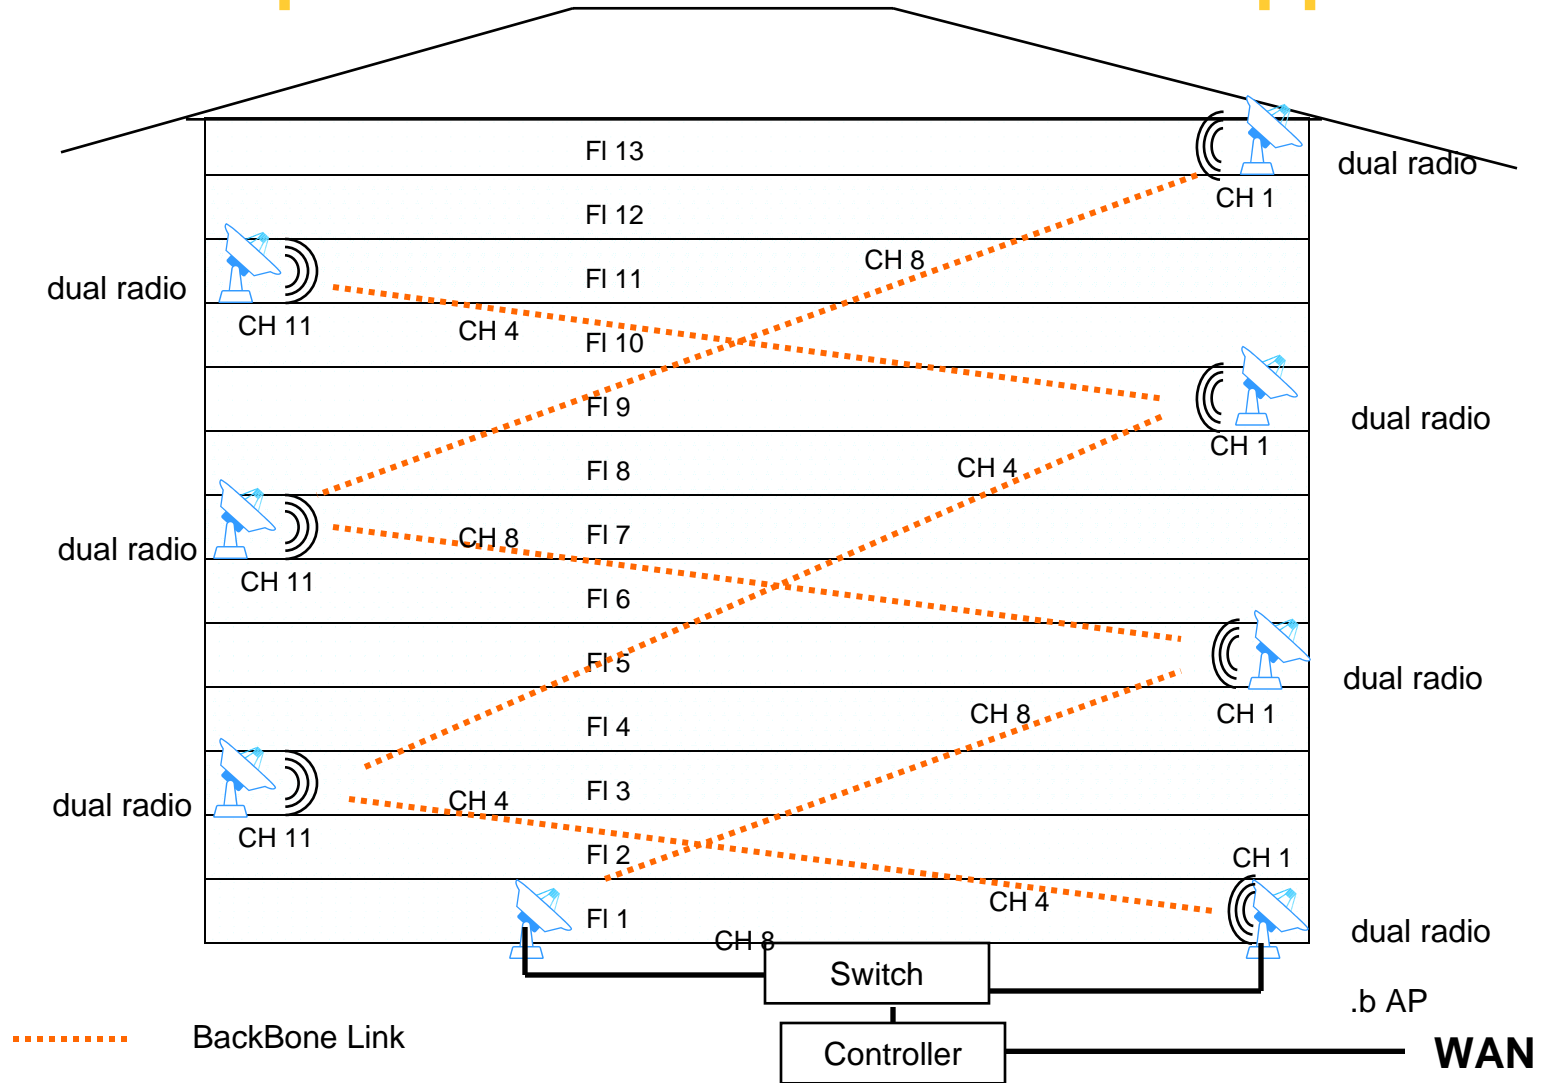 Fl 13
dual radio
CH 1
Fl 12
CH 8
Fl 11
dual radio
CH 11
CH 4
Fl 10
Fl 9
dual radio
CH 1
Fl 8
CH 4
Fl 7
CH 8
dual radio
CH 11
Fl 6
Fl 5
dual radio
CH 1
CH 8
Fl 4
Fl 3
CH 4
dual radio
CH 11
Fl 2
CH 1
CH 4
Fl 1
dual radio
CH 8
Switch
.b AP
BackBone Link
Controller
WAN